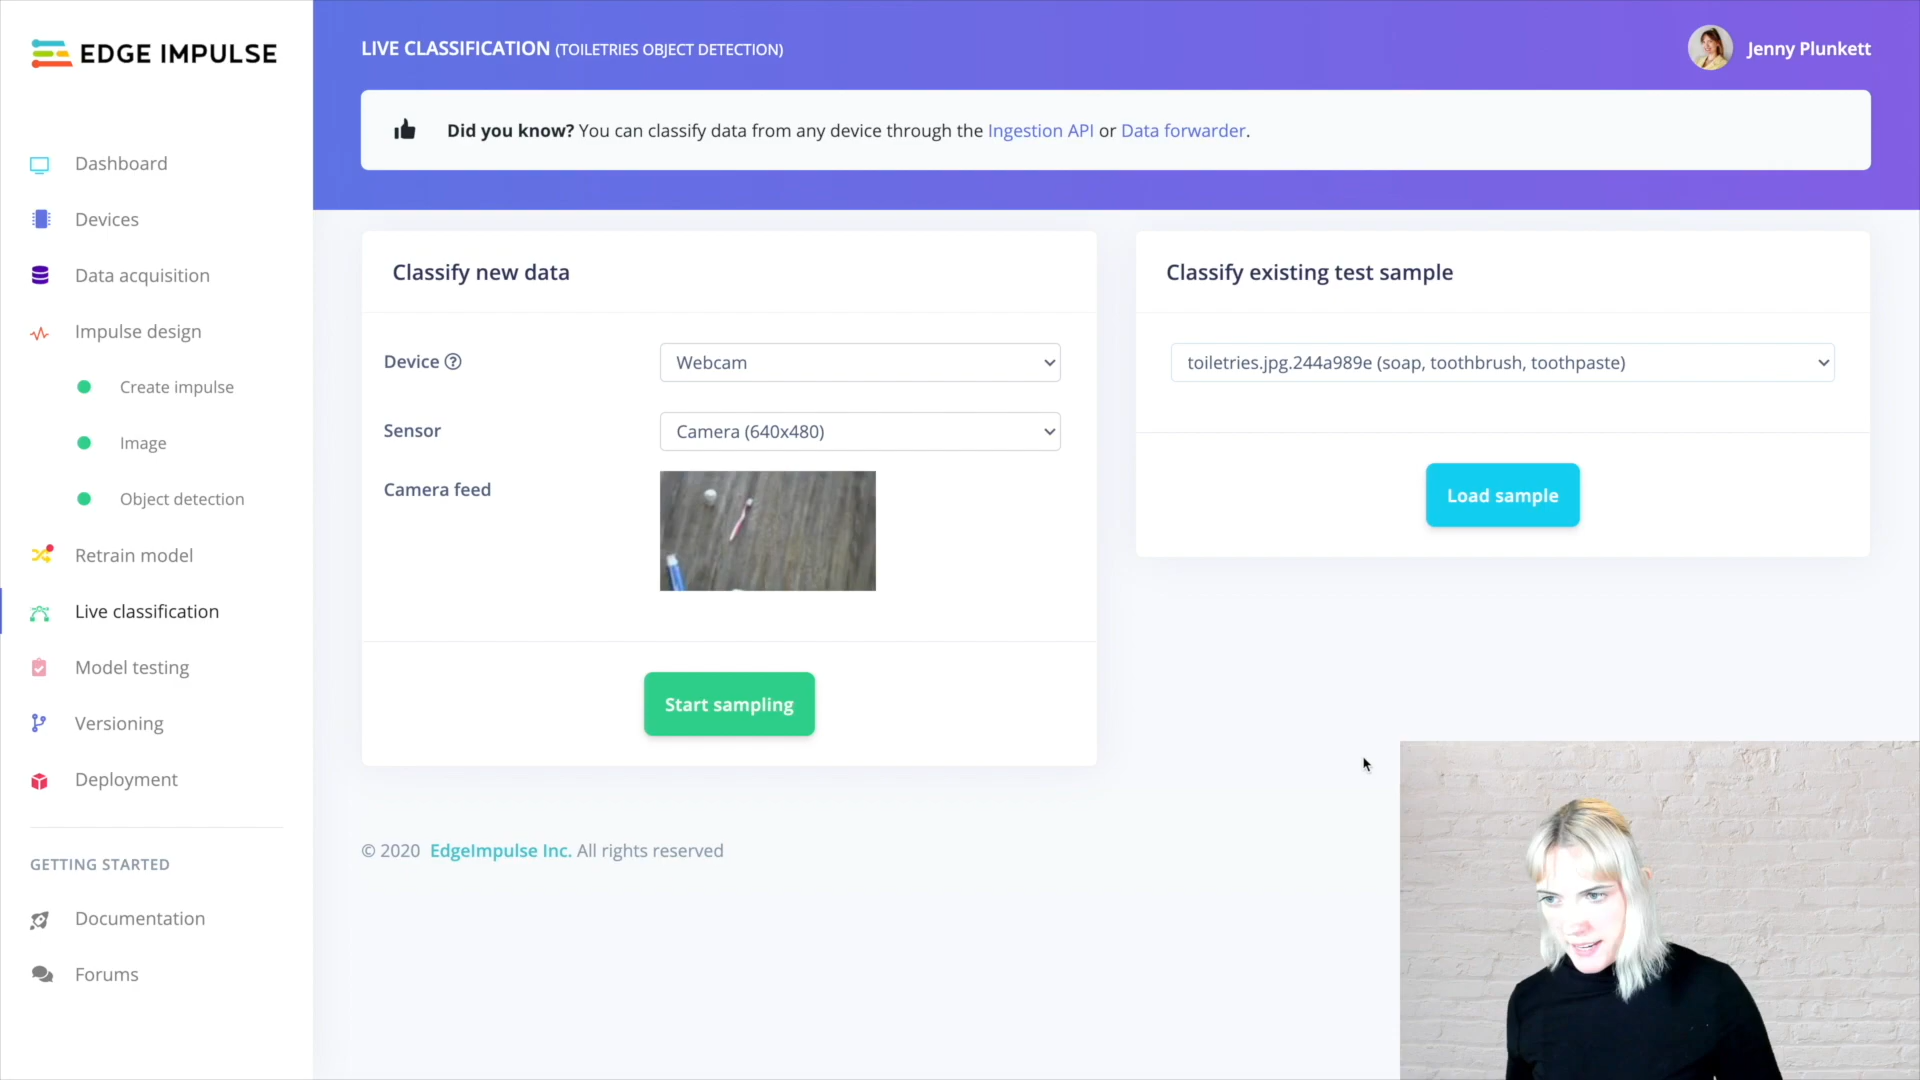 EDGE IMPULSE
LIVE CLASSIFICATION (TOILETRIES OBJECT DETECTION)
Jenny Plunkett
Did you know? You can classify data from any device through the Ingestion API or Data forwarder.
Dashboard
Devices
Data acquisition
Impulse design
Create impulse
Image
Object detection
Retrain model
Live classification
Model testing
Versioning
Deployment
GETTING STARTED
Documentation
Forums
Classify new data
Device ?
Webcam
Sensor
Camera (640x480)
Camera feed
Start sampling
Classify existing test sample
toiletries.jpg.244a989e (soap, toothbrush, toothpaste)
Load sample
© 2020 EdgeImpulse Inc. All rights reserved